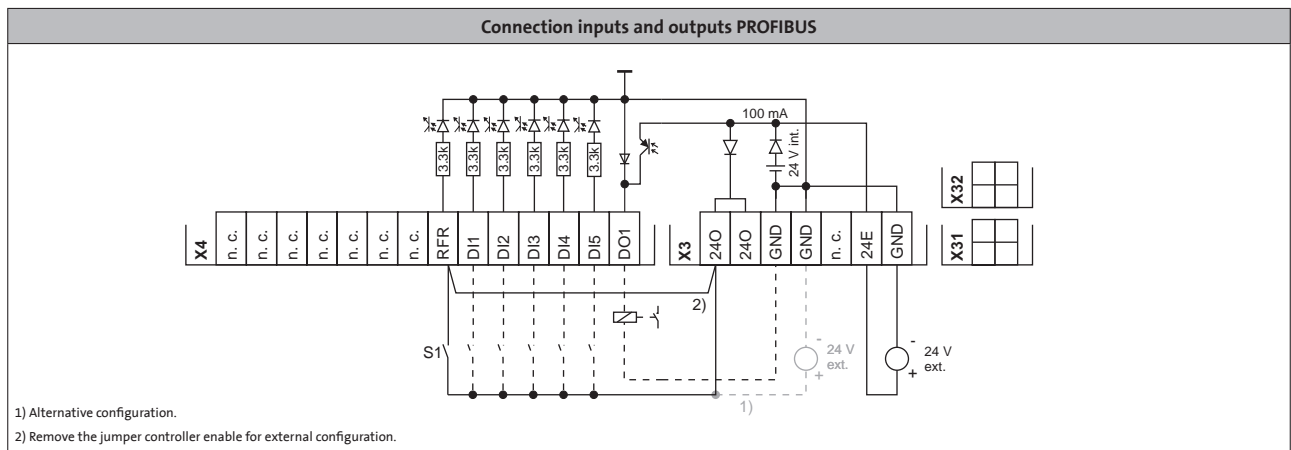 Connection inputs and outputs PROFIBUS
100 mA
24 V int.
3.3k
3.3k
3.3k
3.3k
3.3k
3.3k
X32
X4
n. c.
n. c.
n. c.
n. c.
n. c.
n. c.
n. c.
RFR
DI1
DI2
DI3
DI4
DI5
DO1
X3
24O
24O
GND
GND
n. c.
24E
GND
X31
2)
S1
-
24 V
ext.
+
-
24 V
ext.
+
1)
1) Alternative configuration.
2) Remove the jumper controller enable for external configuration.